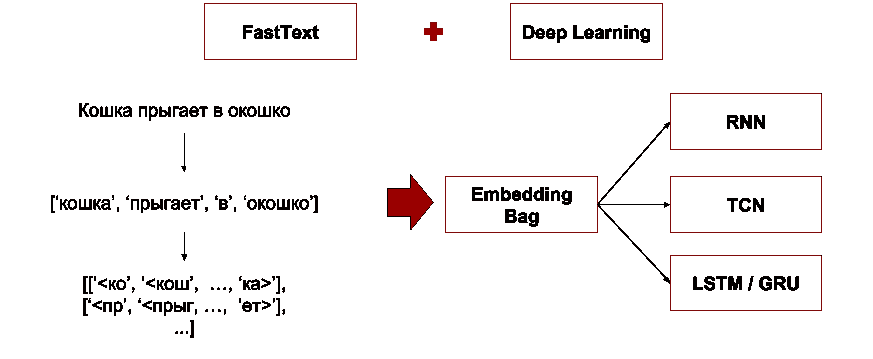 FastText + Deep Learning
Кошка прыгает в окошко
['кошка', 'прыгает', 'в', 'окошко']
[['<ко', '<кош', …, 'ка>'],
['<пр', '<прыг, …, 'ет>'],
...]
Embedding
Bag
RNN
TCN
LSTM / GRU